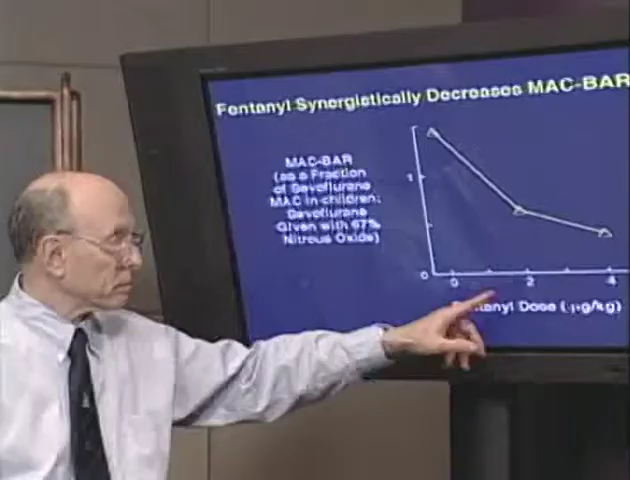 Fentanyl Synergistically Decreases MAC-BAR
MAC-BAR
(as a Fraction
of Sevoflurane
MAC in children;
Sevoflurane
Given with 67%
Nitrous Oxide)
1
0
0
2
4
ntanyl Dose (µg/kg)